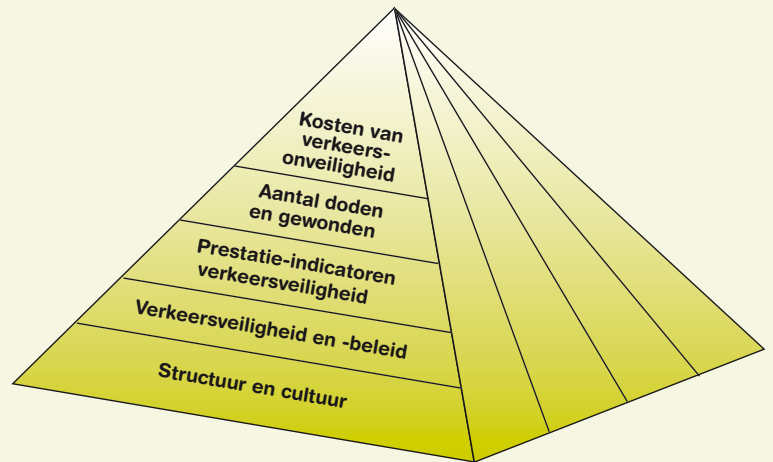 Kosten van
verkeers-
onveiligheid
Aantal doden
en gewonden
Prestatie-indicatoren
verkeersveiligheid
Verkeersveiligheid en -beleid
Structuur en cultuur